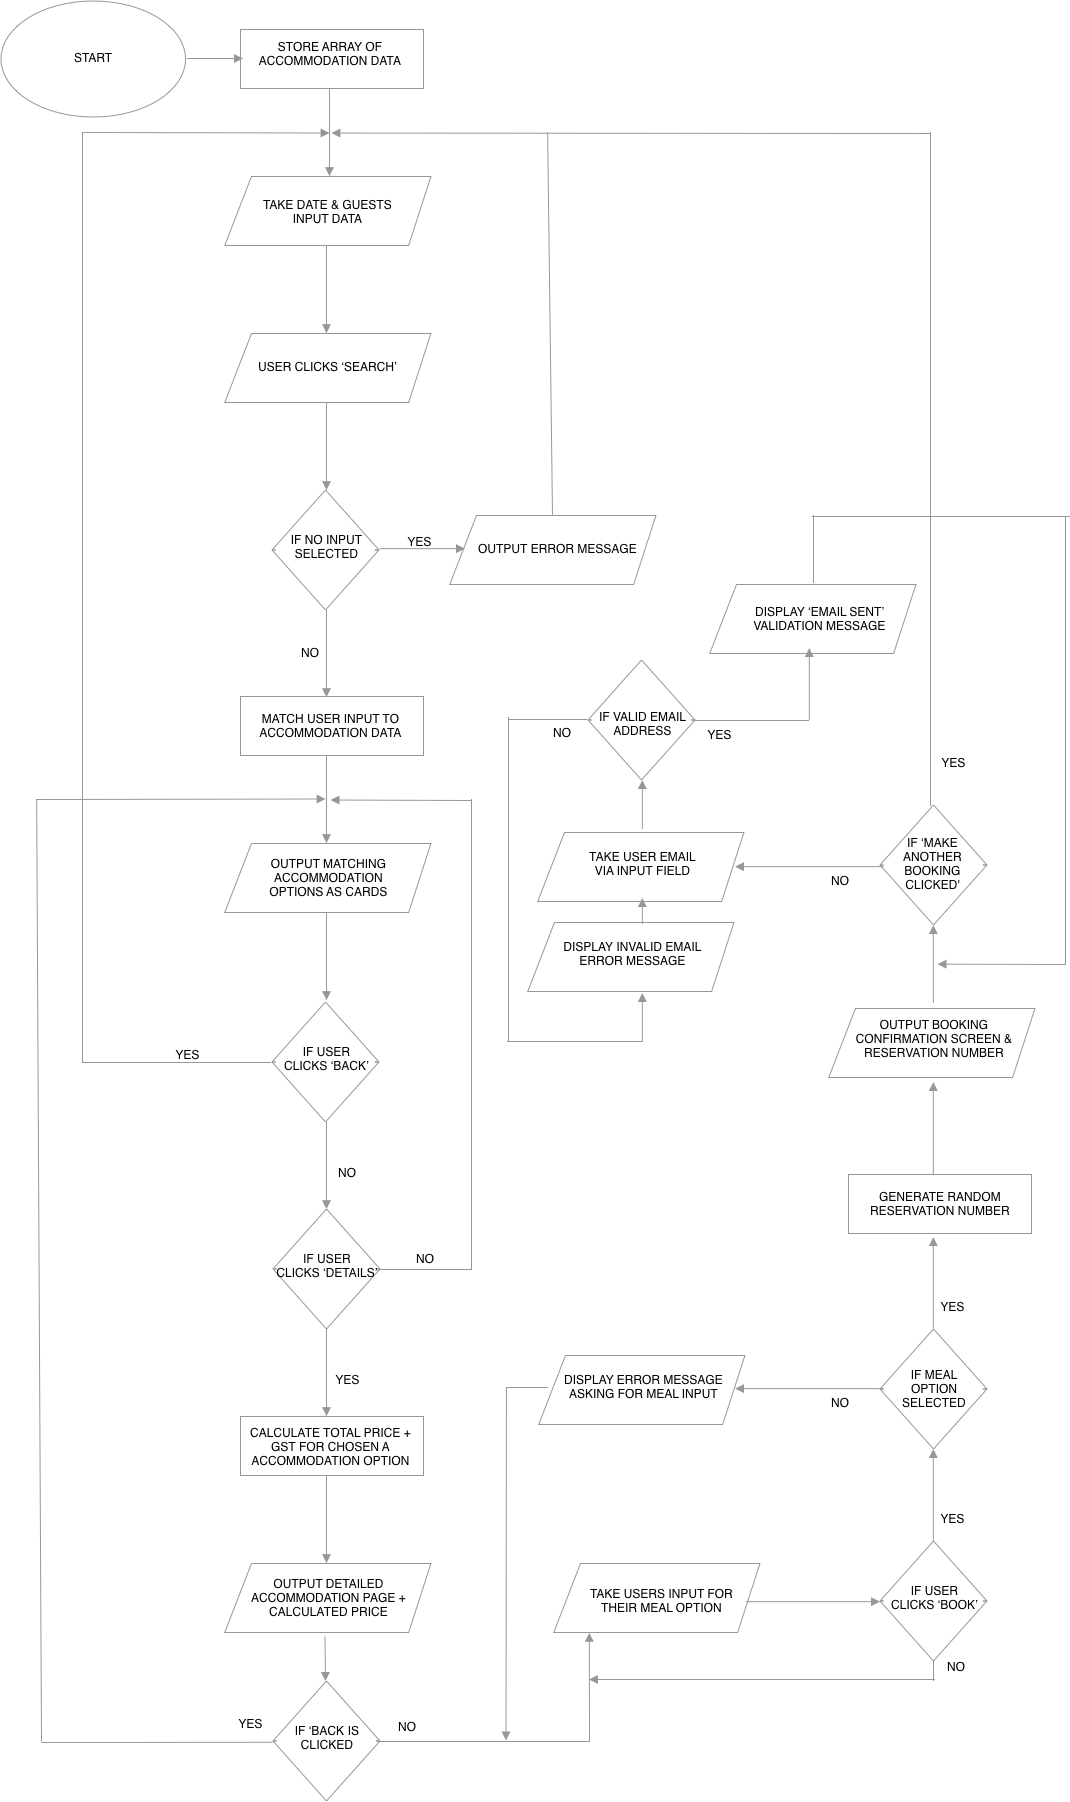 START
STORE ARRAY OF
ACCOMMODATION DATA
TAKE DATE & GUESTS
INPUT DATA
USER CLICKS ‘SEARCH’
IF NO INPUT
SELECTED
YES
OUTPUT ERROR MESSAGE
NO
MATCH USER INPUT TO
ACCOMMODATION DATA
OUTPUT MATCHING
ACCOMMODATION
OPTIONS AS CARDS
IF USER
CLICKS ‘BACK’
YES
NO
IF USER
CLICKS ‘DETAILS’
NO
YES
CALCULATE TOTAL PRICE +
GST FOR CHOSEN A
ACCOMMODATION OPTION
OUTPUT DETAILED
ACCOMMODATION PAGE +
CALCULATED PRICE
IF ‘BACK IS
CLICKED
YES
NO
TAKE USERS INPUT FOR
THEIR MEAL OPTION
IF USER
CLICKS ‘BOOK’
NO
YES
IF MEAL
OPTION
SELECTED
NO
DISPLAY ERROR MESSAGE
ASKING FOR MEAL INPUT
YES
GENERATE RANDOM
RESERVATION NUMBER
OUTPUT BOOKING
CONFIRMATION SCREEN &
RESERVATION NUMBER
IF ‘MAKE
ANOTHER
BOOKING
CLICKED’
YES
NO
TAKE USER EMAIL
VIA INPUT FIELD
IF VALID EMAIL
ADDRESS
NO
YES
DISPLAY INVALID EMAIL
ERROR MESSAGE
DISPLAY ‘EMAIL SENT’
VALIDATION MESSAGE